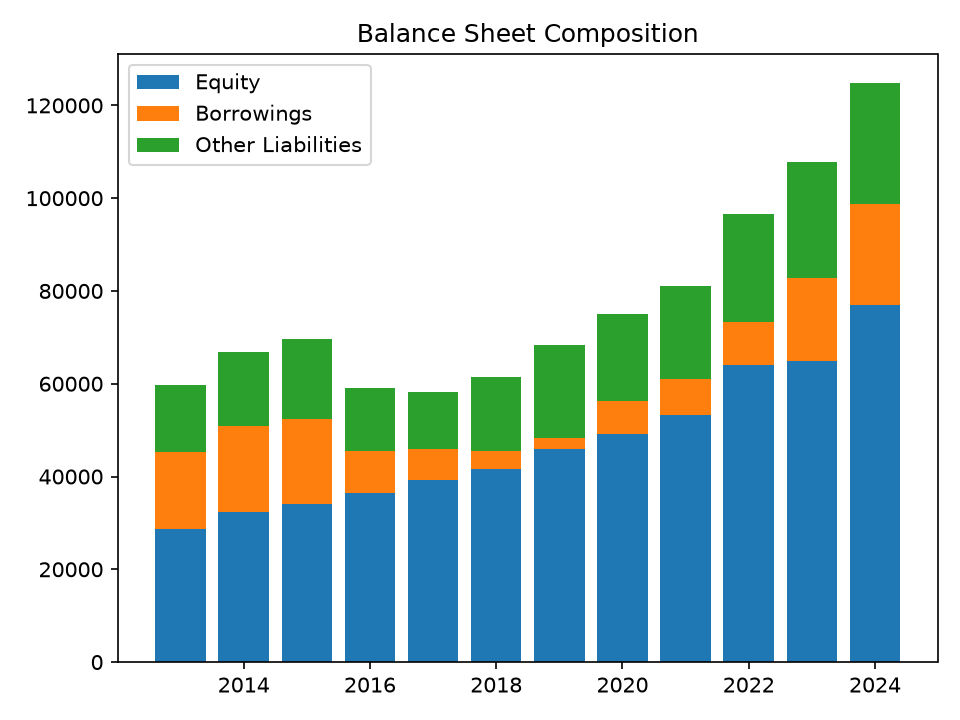 Balance Sheet Composition
Equity
Borrowings
Other Liabilities
120000
100000
80000
60000
40000
20000
0
2014 2016 2018 2020 2022 2024